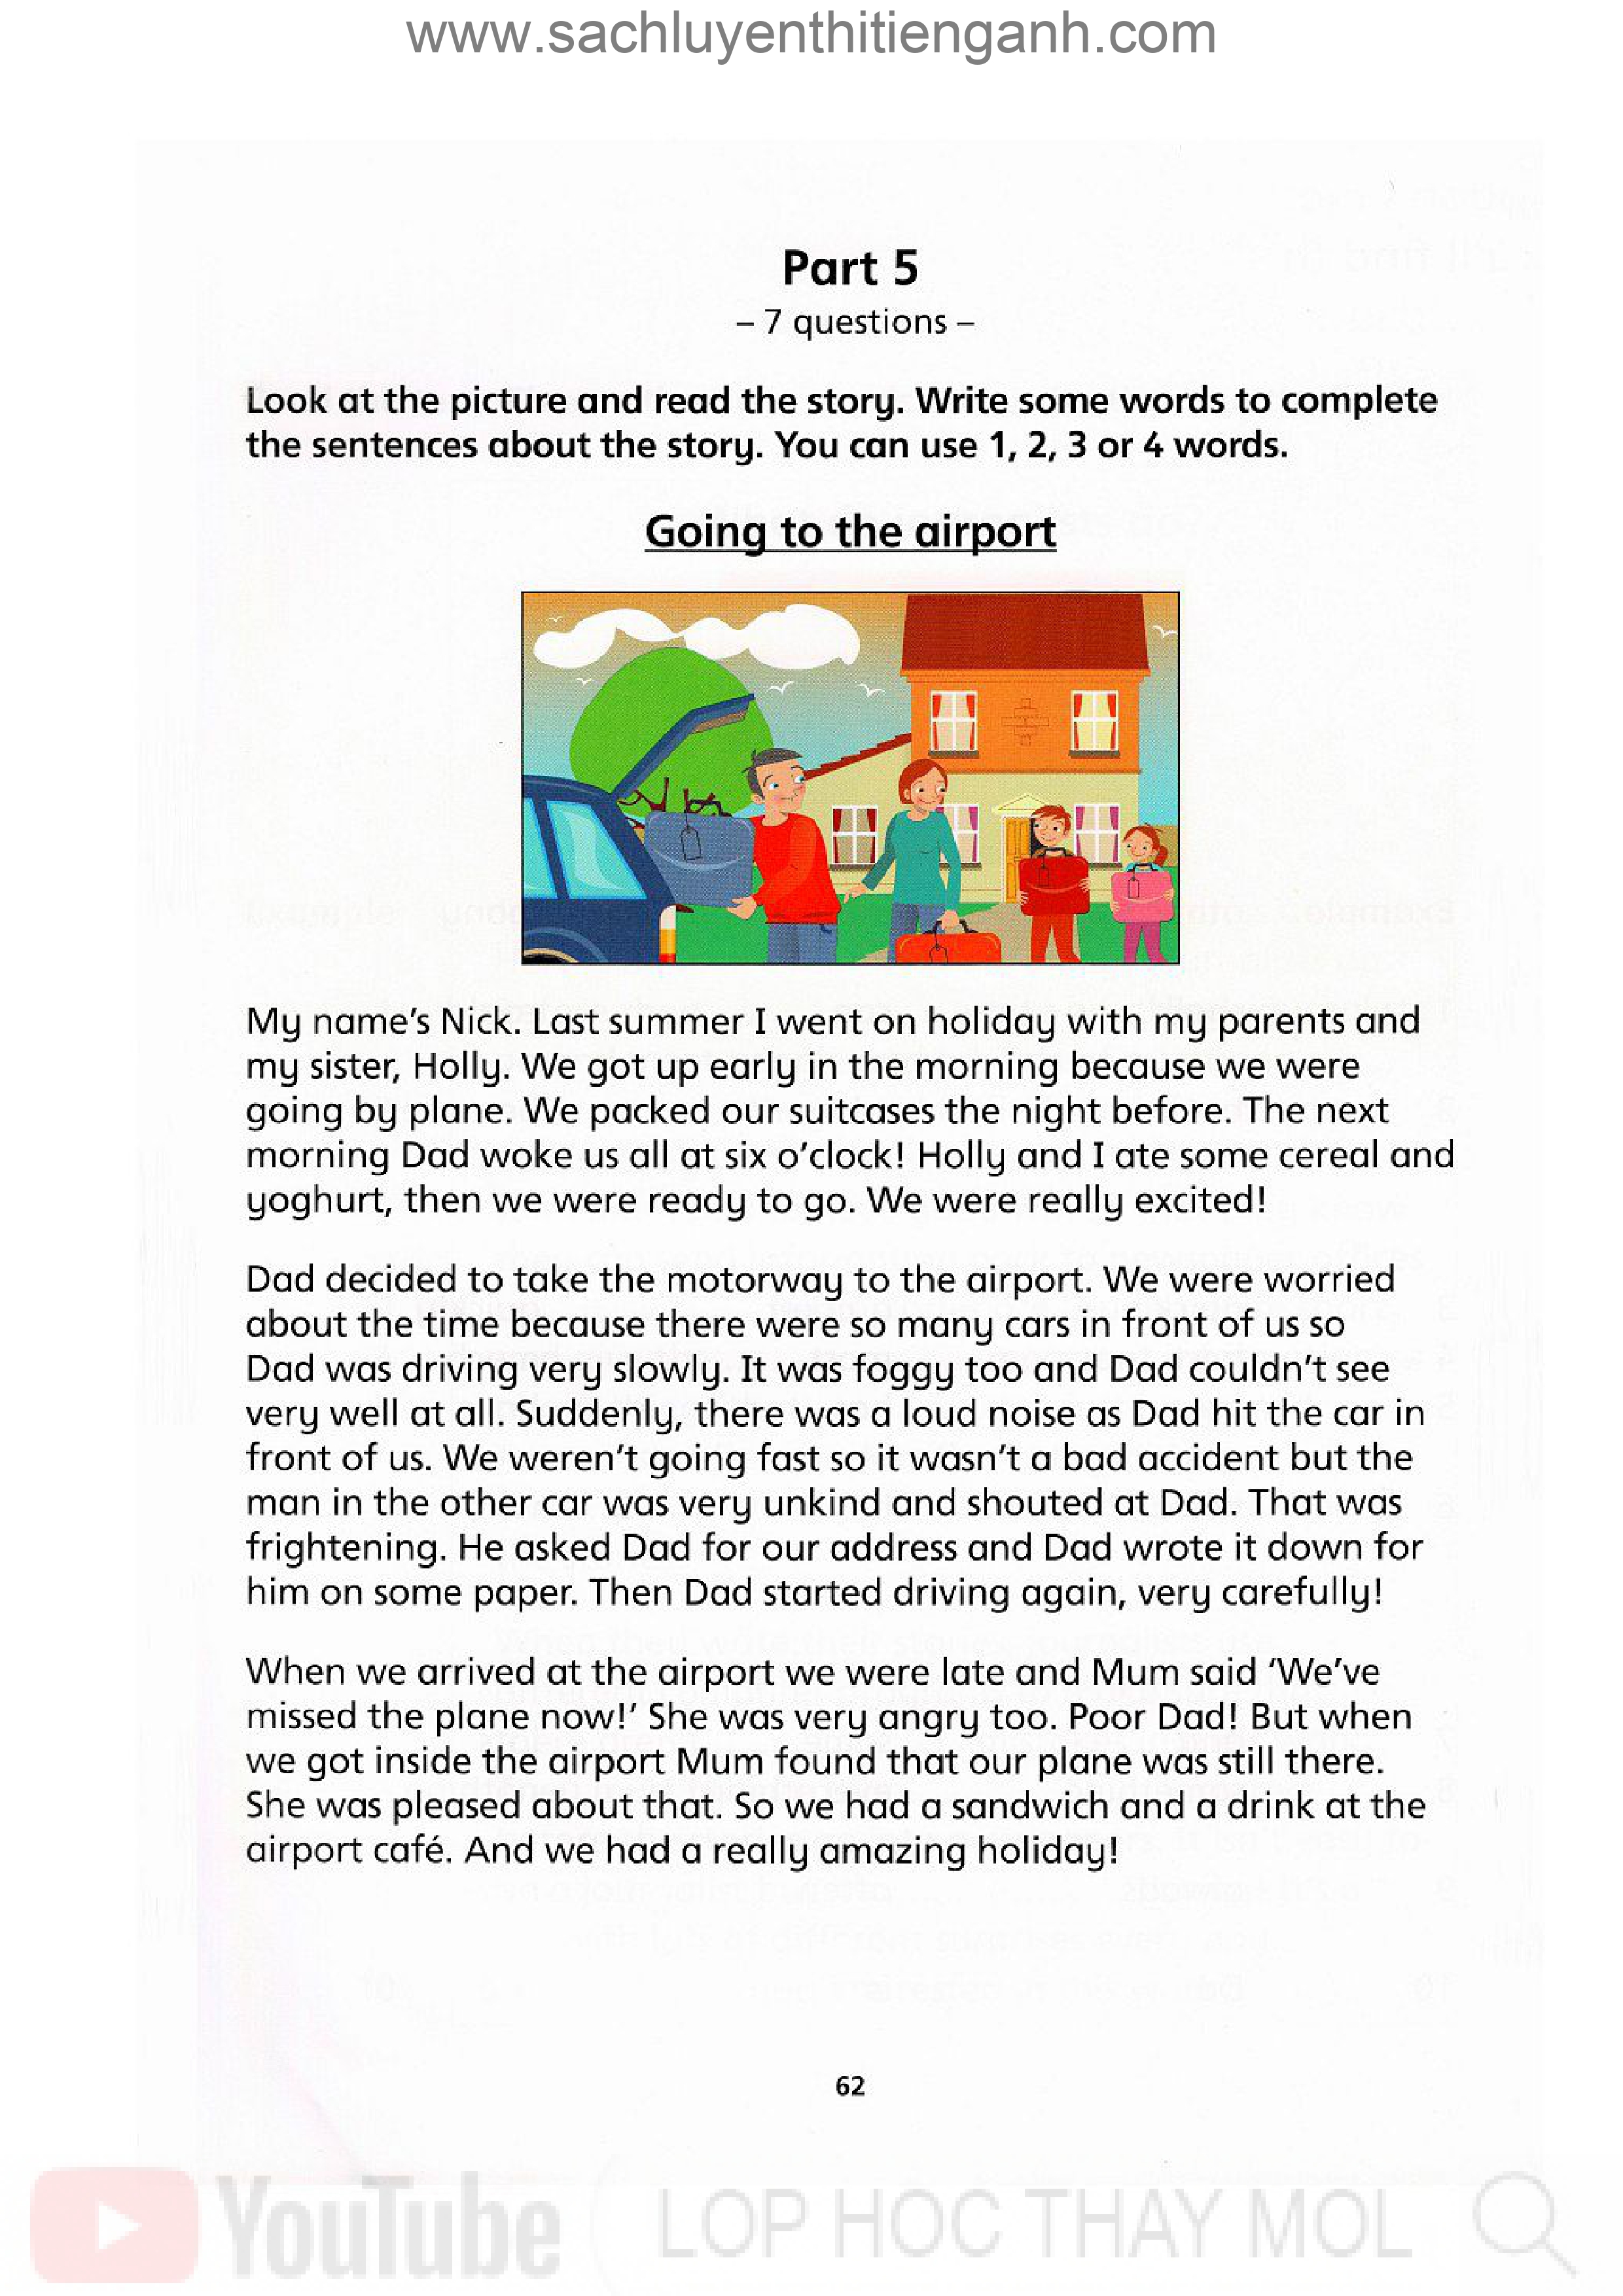 www.sachluyenthitienganh.com
Part 5
– 7 questions –
Look at the picture and read the story. Write some words to complete
the sentences about the story. You can use 1, 2, 3 or 4 words.
Going to the airport
My name's Nick. Last summer I went on holiday with my parents and
my sister, Holly. We got up early in the morning because we were
going by plane. We packed our suitcases the night before. The next
morning Dad woke us all at six o'clock! Holly and I ate some cereal and
yoghurt, then we were ready to go. We were really excited!
Dad decided to take the motorway to the airport. We were worried
about the time because there were so many cars in front of us so
Dad was driving very slowly. It was foggy too and Dad couldn't see
very well at all. Suddenly, there was a loud noise as Dad hit the car in
front of us. We weren't going fast so it wasn't a bad accident but the
man in the other car was very unkind and shouted at Dad. That was
frightening. He asked Dad for our address and Dad wrote it down for
him on some paper. Then Dad started driving again, very carefully!
When we arrived at the airport we were late and Mum said 'We've
missed the plane now!' She was very angry too. Poor Dad! But when
we got inside the airport Mum found that our plane was still there.
She was pleased about that. So we had a sandwich and a drink at the
airport café. And we had a really amazing holiday!
62
YouTube LOP HOC THAY MOL